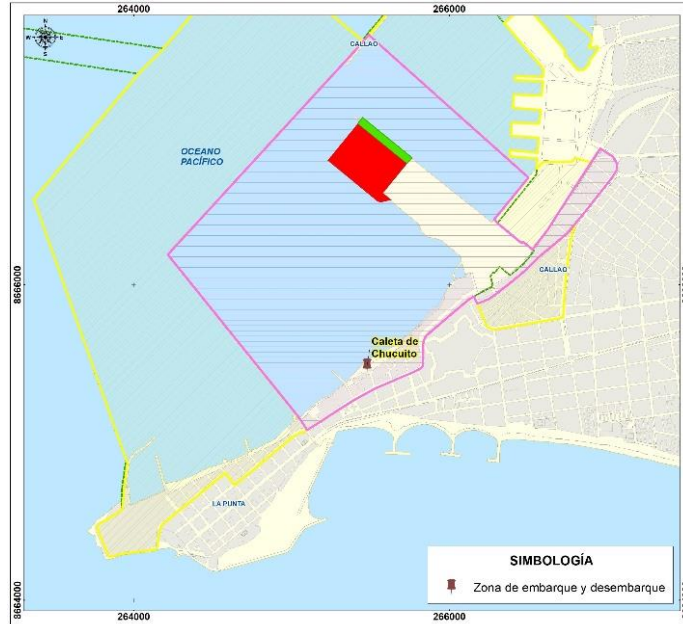 264000
266000
N
W
E
S
CALLAO
OCEANO
PACÍFICO
8666000
CALLAO
Caleta de
Chucuito
LA PUNTA
SIMBOLOGÍA
Zona de embarque y desembarque
8664000
264000
266000